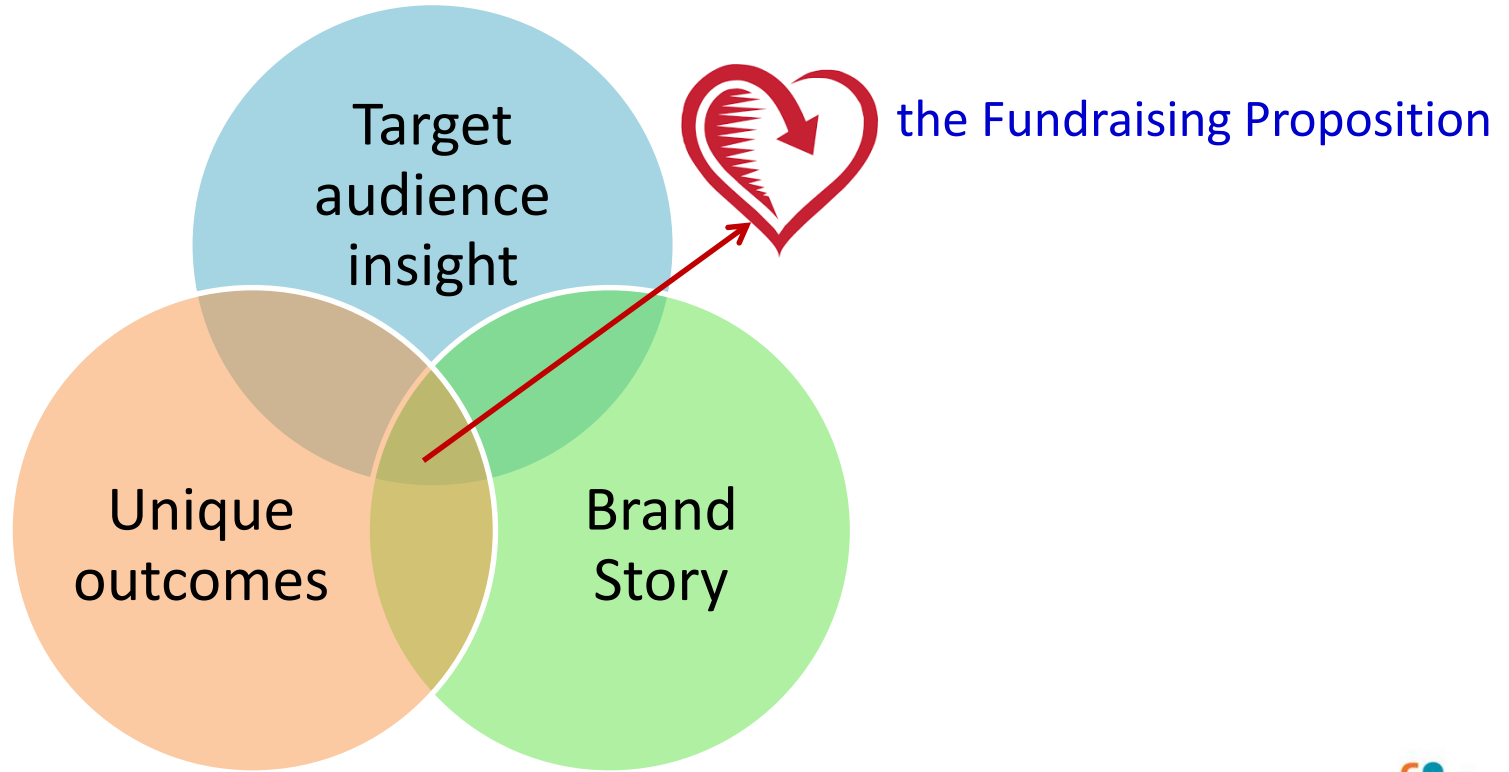 Target
audience
insight
the Fundraising Proposition
Unique
outcomes
Brand
Story